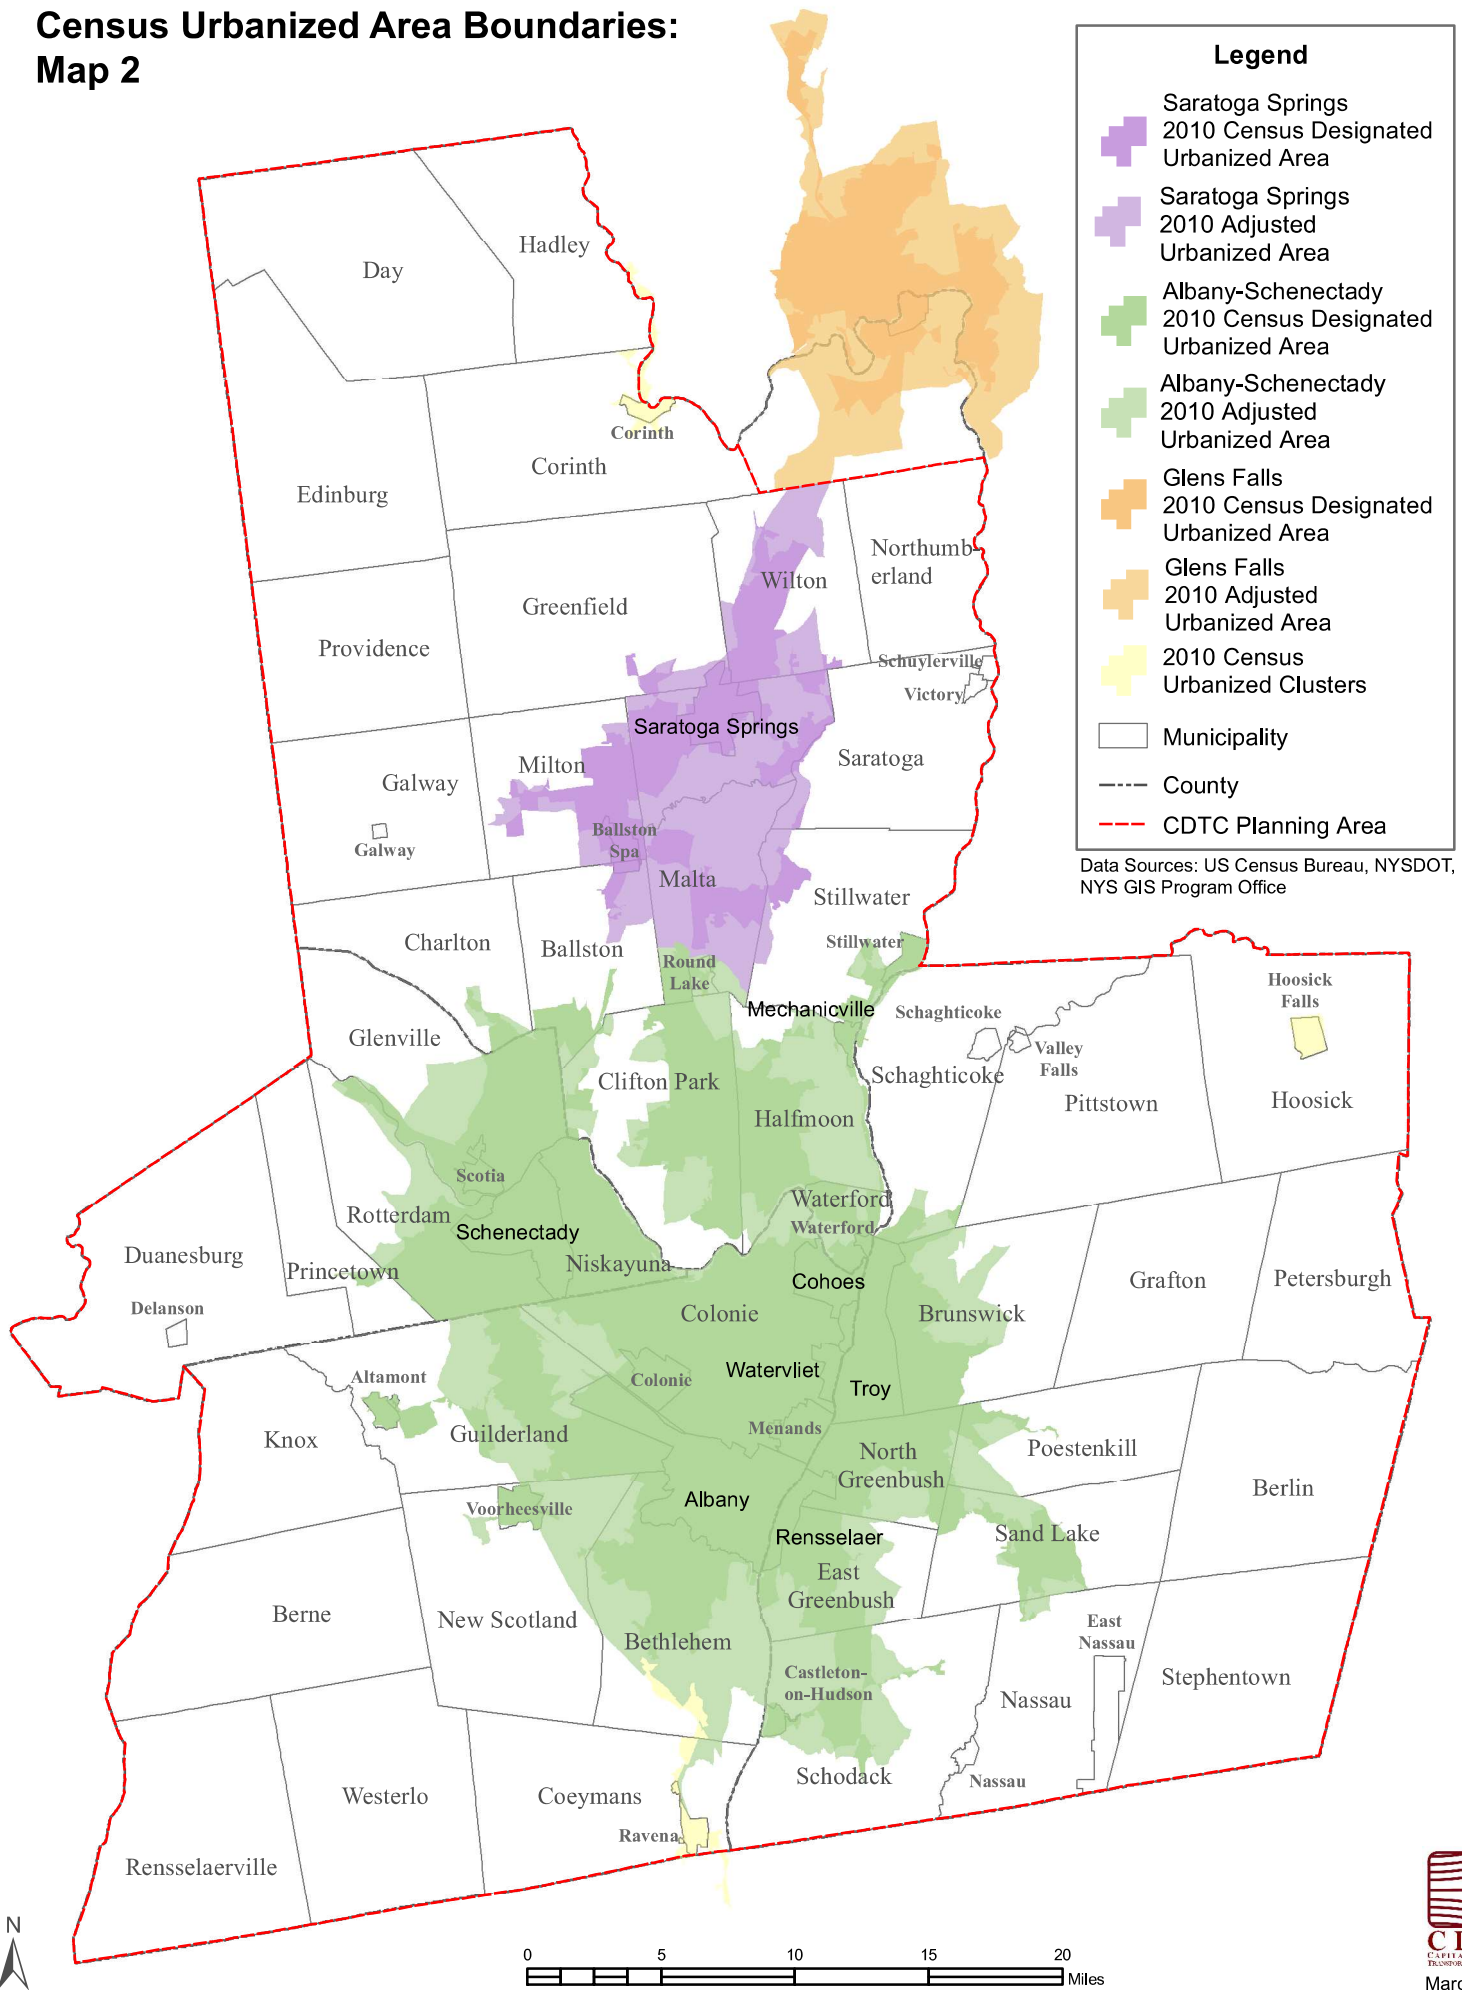 Census Urbanized Area Boundaries:
Map 2
Legend
Saratoga Springs
2010 Census Designated
Urbanized Area
Saratoga Springs
2010 Adjusted
Urbanized Area
Albany-Schenectady
2010 Census Designated
Urbanized Area
Albany-Schenectady
2010 Adjusted
Urbanized Area
Glens Falls
2010 Census Designated
Urbanized Area
Glens Falls
2010 Adjusted
Urbanized Area
2010 Census
Urbanized Clusters
Municipality
County
CDTC Planning Area
Data Sources: US Census Bureau, NYSDOT,
NYS GIS Program Office
Hadley
Day
Corinth
Corinth
Edinburg
Northumb-
erland
Wilton
Greenfield
Providence
Schuylerville
Victory
Saratoga Springs
Saratoga
Milton
Galway
Ballston
Spa
Galway
Malta
Stillwater
Charlton
Ballston
Stillwater
Round
Lake
Hoosick
Falls
Mechanicville
Schaghticoke
Glenville
Valley
Falls
Schaghticoke
Clifton Park
Pittstown
Hoosick
Halfmoon
Scotia
Waterford
Waterford
Rotterdam
Schenectady
Duanesburg
Niskayuna
Princetown
Cohoes
Grafton
Petersburgh
Delanson
Colonie
Brunswick
Watervliet
Altamont
Colonie
Troy
Menands
Knox
Guilderland
North
Greenbush
Poestenkill
Berlin
Albany
Voorheesville
Rensselaer
Sand Lake
East
Greenbush
Berne
New Scotland
East
Nassau
Bethlehem
Castleton-
on-Hudson
Stephentown
Nassau
Schodack
Nassau
Westerlo
Coeymans
Ravena
Rensselaerville
N
0 5 10 15 20
Miles